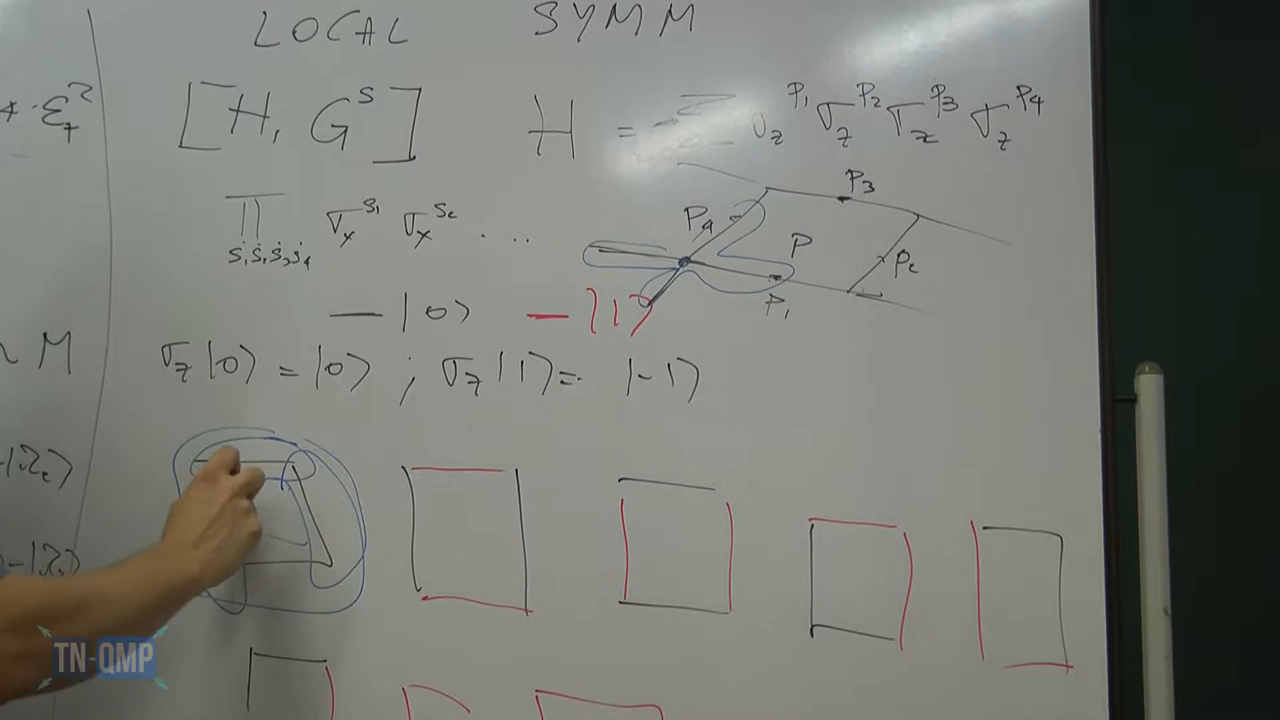 LOCAL SYMM
[H, G^S] H = -Σ σ_z^{P1} σ_z^{P2} σ_z^{P3} σ_z^{P4}
Π_{S1 S2 S3 S4} σ_x^{S1} σ_x^{S2} . ...
P3
P4
P
P2
P1
— |0⟩ — |1⟩
σ_z |0⟩ = |0⟩ ; σ_z |1⟩ = |-1⟩
M
TN-QMP